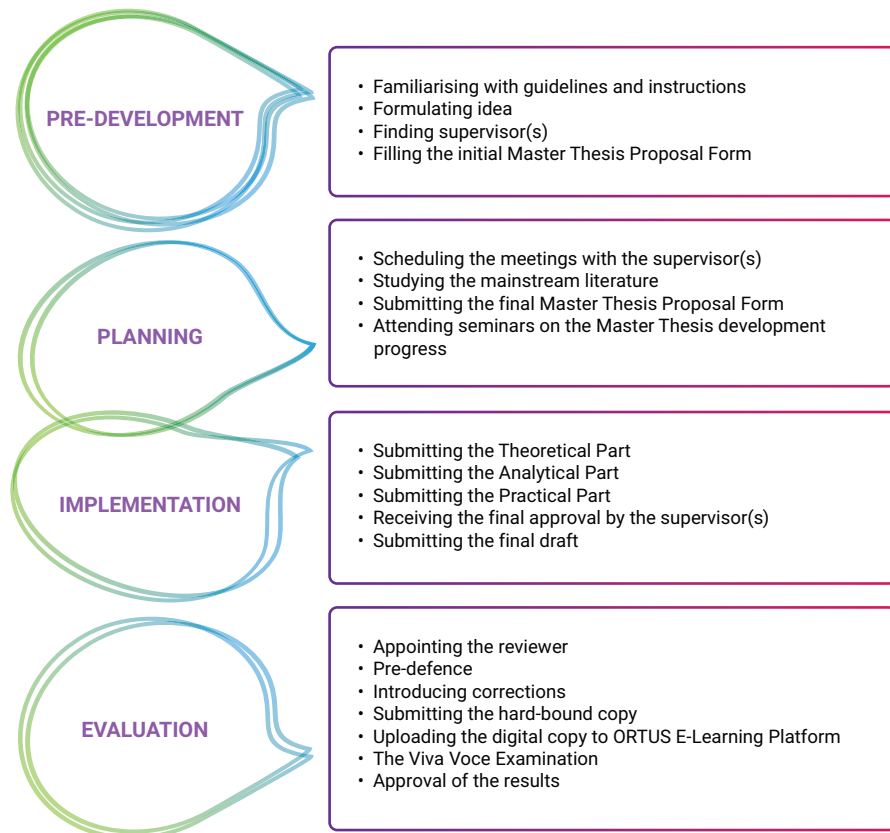 PRE-DEVELOPMENT
• Familiarising with guidelines and instructions
• Formulating idea
• Finding supervisor(s)
• Filling the initial Master Thesis Proposal Form
PLANNING
• Scheduling the meetings with the supervisor(s)
• Studying the mainstream literature
• Submitting the final Master Thesis Proposal Form
• Attending seminars on the Master Thesis development
progress
IMPLEMENTATION
• Submitting the Theoretical Part
• Submitting the Analytical Part
• Submitting the Practical Part
• Receiving the final approval by the supervisor(s)
• Submitting the final draft
EVALUATION
• Appointing the reviewer
• Pre-defence
• Introducing corrections
• Submitting the hard-bound copy
• Uploading the digital copy to ORTUS E-Learning Platform
• The Viva Voce Examination
• Approval of the results